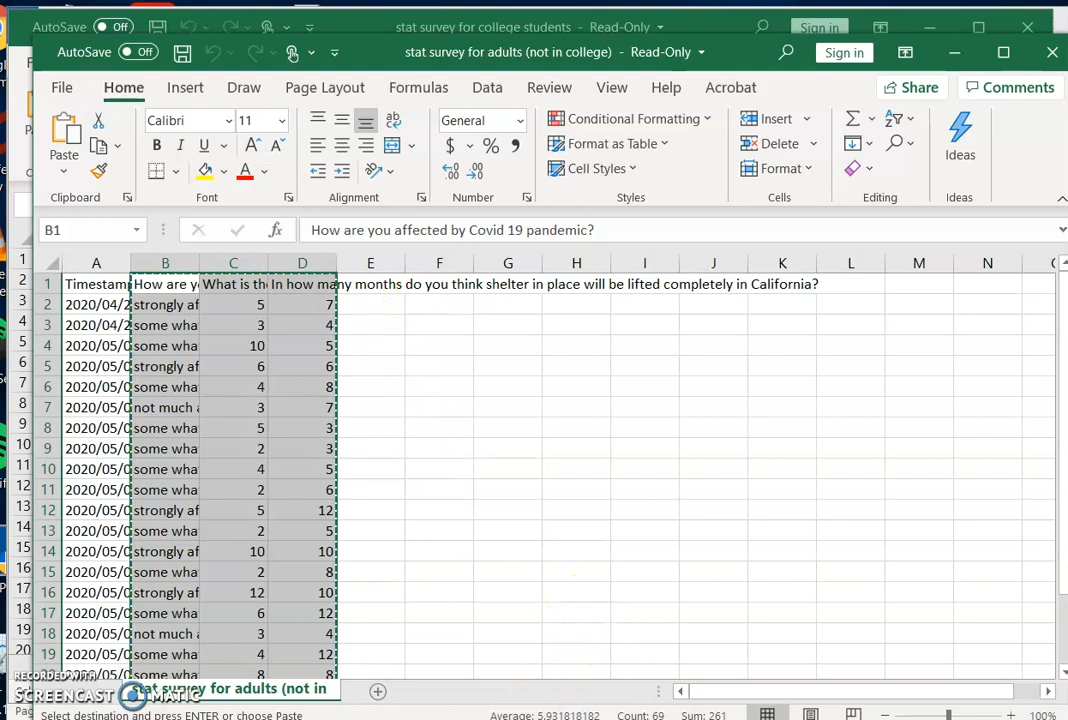 AutoSave Off stat survey for college students - Read-Only Sign in
AutoSave Off stat survey for adults (not in college) - Read-Only Sign in
File Home Insert Draw Page Layout Formulas Data Review View Help Acrobat Share Comments
Calibri 11 General Conditional Formatting Insert
Paste B I U A A A $ % , Format as Table Delete Ideas
Cell Styles Format
Clipboard Font Alignment Number Styles Cells Editing Ideas
B1 fx How are you affected by Covid 19 pandemic?
A B C D E F G H I J K L M N
1 Timestam How are yo What is the In how many months do you think shelter in place will be lifted completely in California?
2 2020/04/2 strongly af 5 7
3 2020/04/2 some wha 3 4
4 2020/05/0 some wha 10 5
5 2020/05/0 strongly af 6 6
6 2020/05/0 some wha 4 8
7 2020/05/0 not much a 3 7
8 2020/05/0 some wha 5 3
9 2020/05/0 some wha 2 3
10 2020/05/0 some wha 4 5
11 2020/05/0 some wha 2 6
12 2020/05/0 strongly af 5 12
13 2020/05/0 some wha 2 5
14 2020/05/0 strongly af 10 10
15 2020/05/0 some wha 2 8
16 2020/05/0 strongly af 12 10
17 2020/05/0 some wha 6 12
18 2020/05/0 not much a 3 4
19 2020/05/0 some wha 4 12
some wha 8 8
RECORDED WITH
SCREENCAST MATIC
stat survey for adults (not in
Select destination and press ENTER or choose Paste Average: 5.931818182 Count: 69 Sum: 261 100%